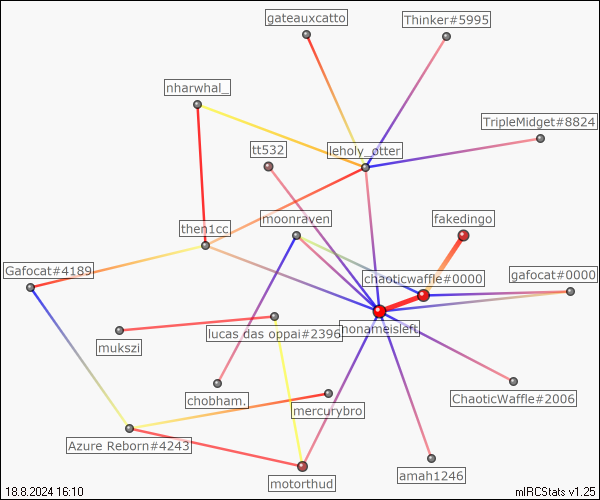 gateauxcatto
Thinker#5995
nharwhal_
TripleMidget#8824
tt532
leholy_otter
moonraven
fakedingo
then1cc
Gafocat#4189
chaoticwaffle#0000
gafocat#0000
lucas das oppai#2396
honameisleft
mukszi
chobham.
mercurybro
ChaoticWaffle#2006
Azure Reborn#4243
motorthud
amah1246
18.8.2024 16:10
mIRCStats v1.25